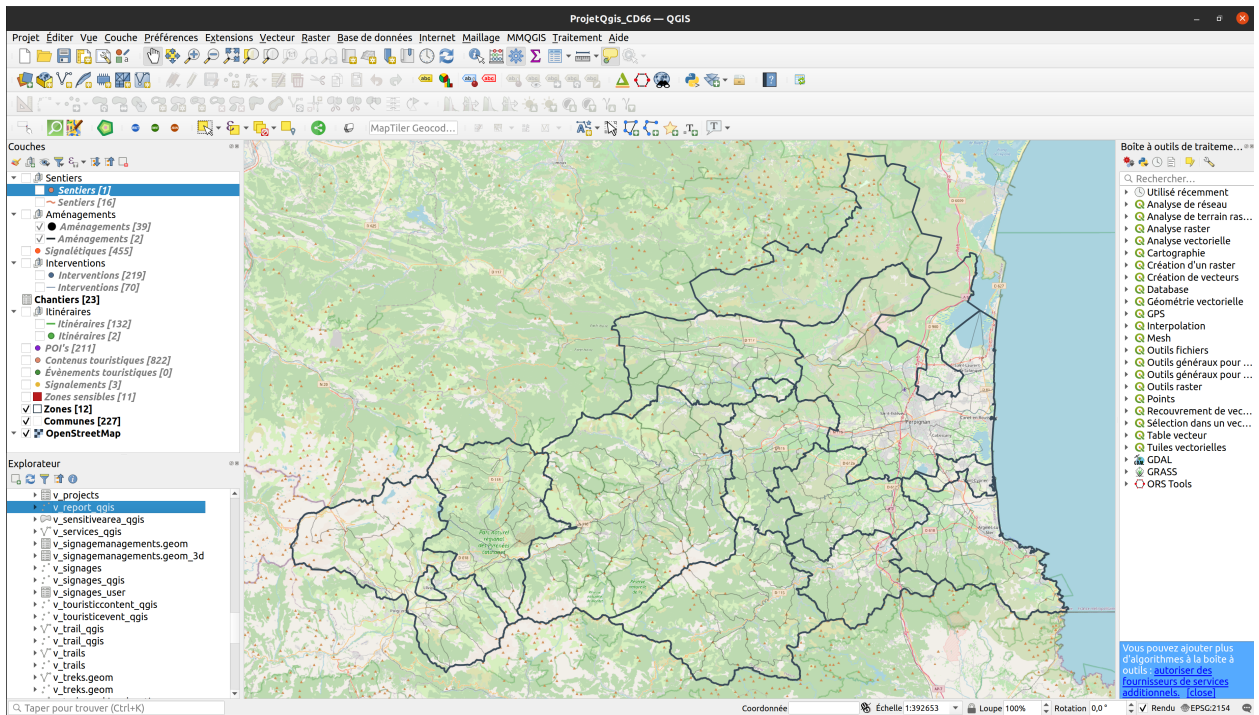 ProjetQgis_CD66 — QGIS
Projet Éditer Vue Couche Préférences Extensions Vecteur Raster Base de données Internet Maillage MMQGIS Traitement Aide
MapTiler Geocod...
Couches
Sentiers
Sentiers [1]
Sentiers [16]
Aménagements
Aménagements [39]
Aménagements [2]
Signalétiques [455]
Interventions
Interventions [219]
Interventions [70]
Chantiers [23]
Itinéraires
Itinéraires [132]
Itinéraires [2]
POI's [211]
Contenus touristiques [822]
Évènements touristiques [0]
Signalements [3]
Zones sensibles [11]
Zones [12]
Communes [227]
OpenStreetMap
Explorateur
v_projects
v_report_qgis
v_sensitivearea_qgis
v_services_qgis
v_signagemanagements.geom
v_signagemanagements.geom_3d
v_signages
v_signages_qgis
v_signages_user
v_touristiccontent_qgis
v_touristicevent_qgis
v_trail_qgis
v_trail_qgis
v_trails
v_trails
v_treks.geom
v_treks.geom
Perpignan
Boîte à outils de traiteme...
Rechercher...
Utilisé récemment
Analyse de réseau
Analyse de terrain ras...
Analyse raster
Analyse vectorielle
Cartographie
Création d'un raster
Création de vecteurs
Database
Géométrie vectorielle
GPS
Interpolation
Mesh
Outils fichiers
Outils généraux pour ...
Outils généraux pour ...
Outils raster
Points
Recouvrement de vec...
Sélection dans un vec...
Table vecteur
Tuiles vectorielles
GDAL
GRASS
ORS Tools
Vous pouvez ajouter plus
d'algorithmes à la boîte à
outils : autoriser des
fournisseurs de services
additionnels. [close]
Taper pour trouver (Ctrl+K)
Coordonnée
Échelle 1:392653
Loupe 100%
Rotation 0,0 °
Rendu
EPSG:2154